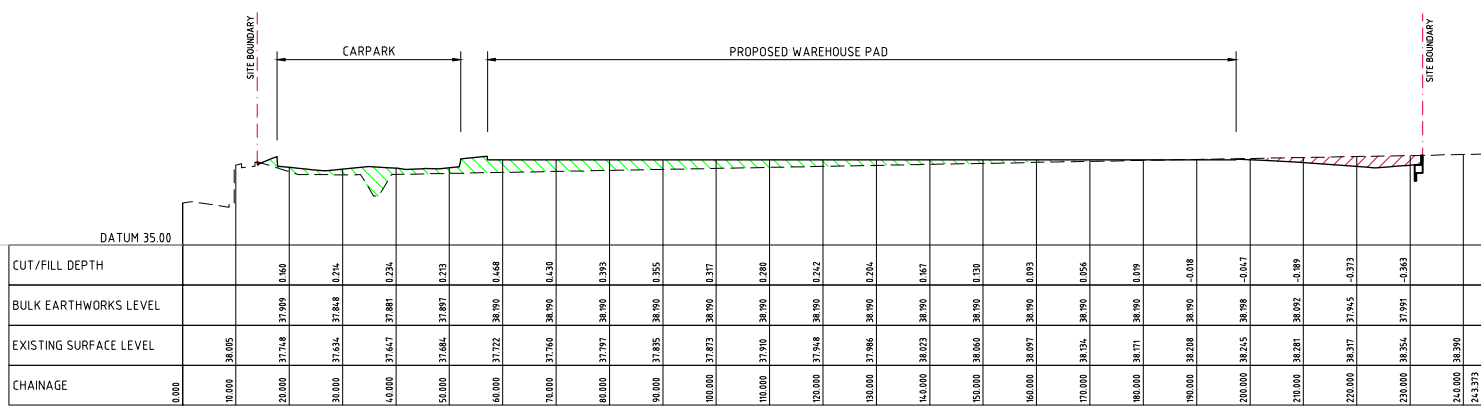 SITE BOUNDARY
CARPARK
PROPOSED WAREHOUSE PAD
SITE BOUNDARY
DATUM 35.00
CUT/FILL DEPTH 0.160 0.214 0.234 0.213 0.468 0.430 0.393 0.355 0.317 0.280 0.242 0.204 0.167 0.130 0.093 0.056 0.019 -0.018 -0.047 -0.189 -0.373 -0.363
BULK EARTHWORKS LEVEL 37.909 37.848 37.881 37.897 38.190 38.190 38.190 38.190 38.190 38.190 38.190 38.190 38.190 38.190 38.190 38.190 38.190 38.190 38.198 38.092 37.945 37.991
EXISTING SURFACE LEVEL 38.005 37.748 37.634 37.647 37.684 37.722 37.760 37.797 37.835 37.873 37.910 37.948 37.986 38.023 38.060 38.097 38.134 38.171 38.208 38.245 38.281 38.317 38.354 38.390
CHAINAGE 0.000 10.000 20.000 30.000 40.000 50.000 60.000 70.000 80.000 90.000 100.000 110.000 120.000 130.000 140.000 150.000 160.000 170.000 180.000 190.000 200.000 210.000 220.000 230.000 240.000 243.373